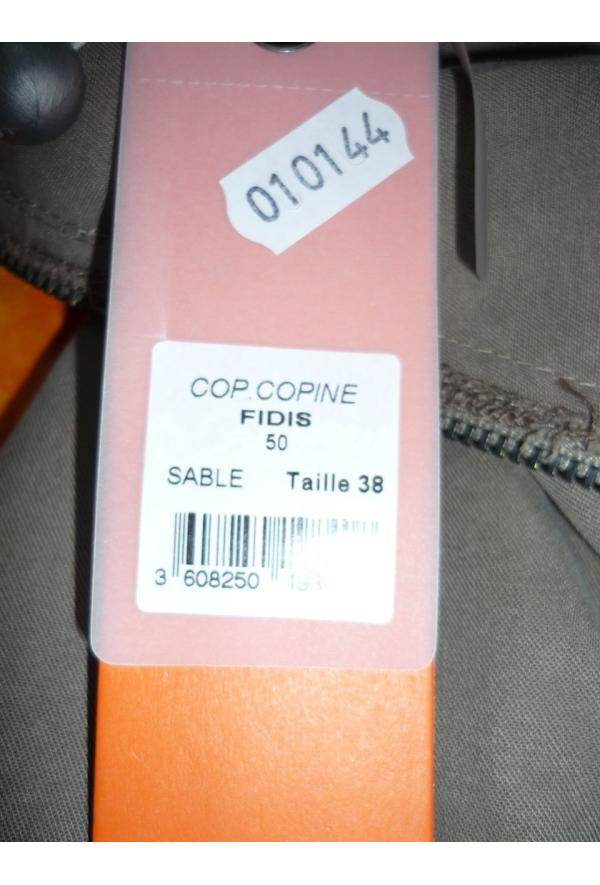 010144
COP.COPINE
FIDIS
50
SABLE Taille 38
3 608250